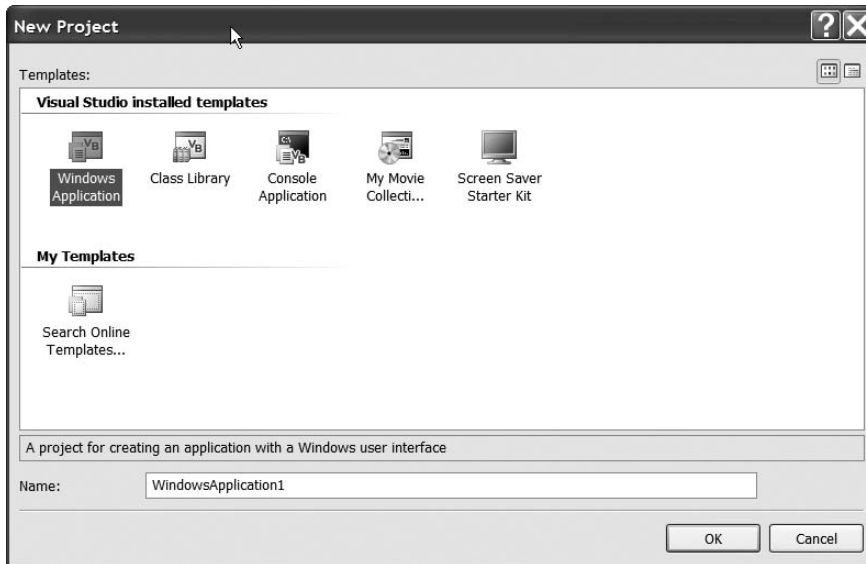 New Project
Templates:
Visual Studio installed templates
Windows
Application
Class Library
Console
Application
My Movie
Collecti...
Screen Saver
Starter Kit
My Templates
Search Online
Templates...
A project for creating an application with a Windows user interface
Name:
WindowsApplication1
OK
Cancel